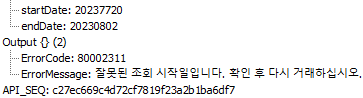 startDate: 20237720
endDate: 20230802
Output {} (2)
ErrorCode: 80002311
ErrorMessage: 잘못된 조회 시작일입니다. 확인 후 다시 거래하십시오.
API_SEQ: c27ec669c4d72cf7819f23a2b1ba6df7